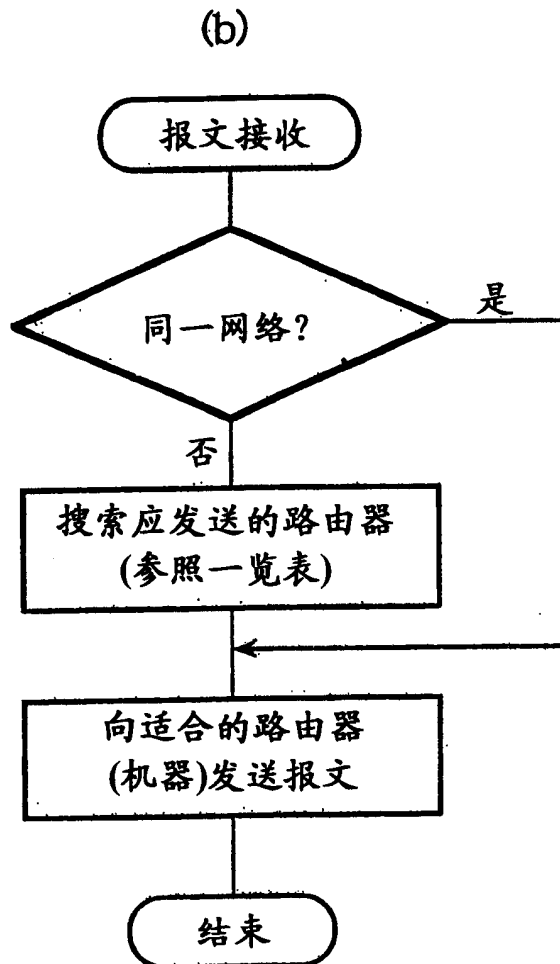 (b)
报文接收
同一网络?
是
否
搜索应发送的路由器
(参照一览表)
向适合的路由器
(机器)发送报文
结束